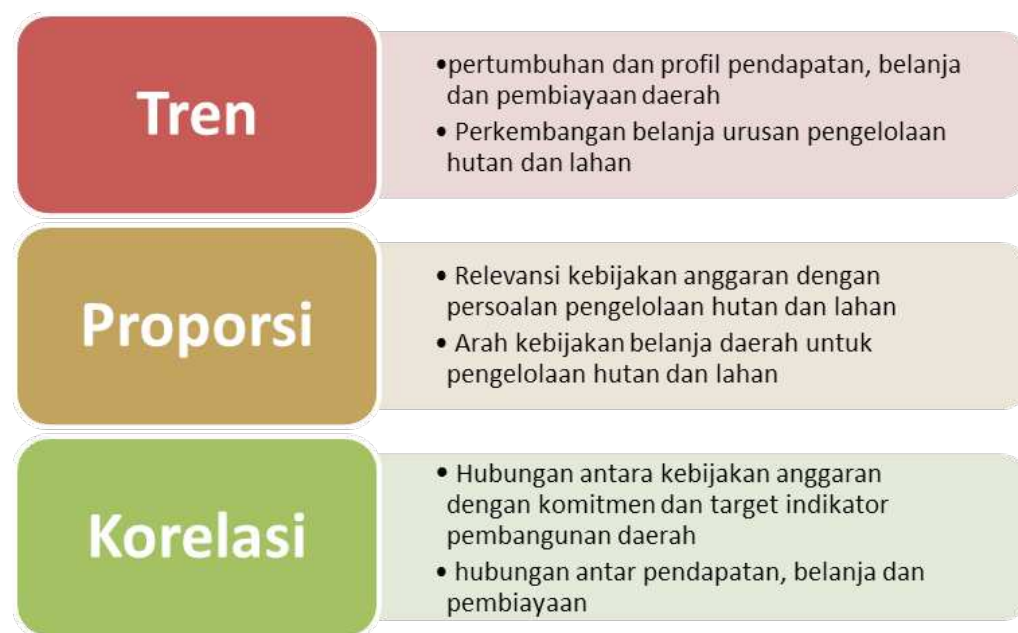 Tren
•pertumbuhan dan profil pendapatan, belanja
dan pembiayaan daerah
• Perkembangan belanja urusan pengelolaan
hutan dan lahan
Proporsi
• Relevansi kebijakan anggaran dengan
persoalan pengelolaan hutan dan lahan
• Arah kebijakan belanja daerah untuk
pengelolaan hutan dan lahan
Korelasi
• Hubungan antara kebijakan anggaran
dengan komitmen dan target indikator
pembangunan daerah
• hubungan antar pendapatan, belanja dan
pembiayaan